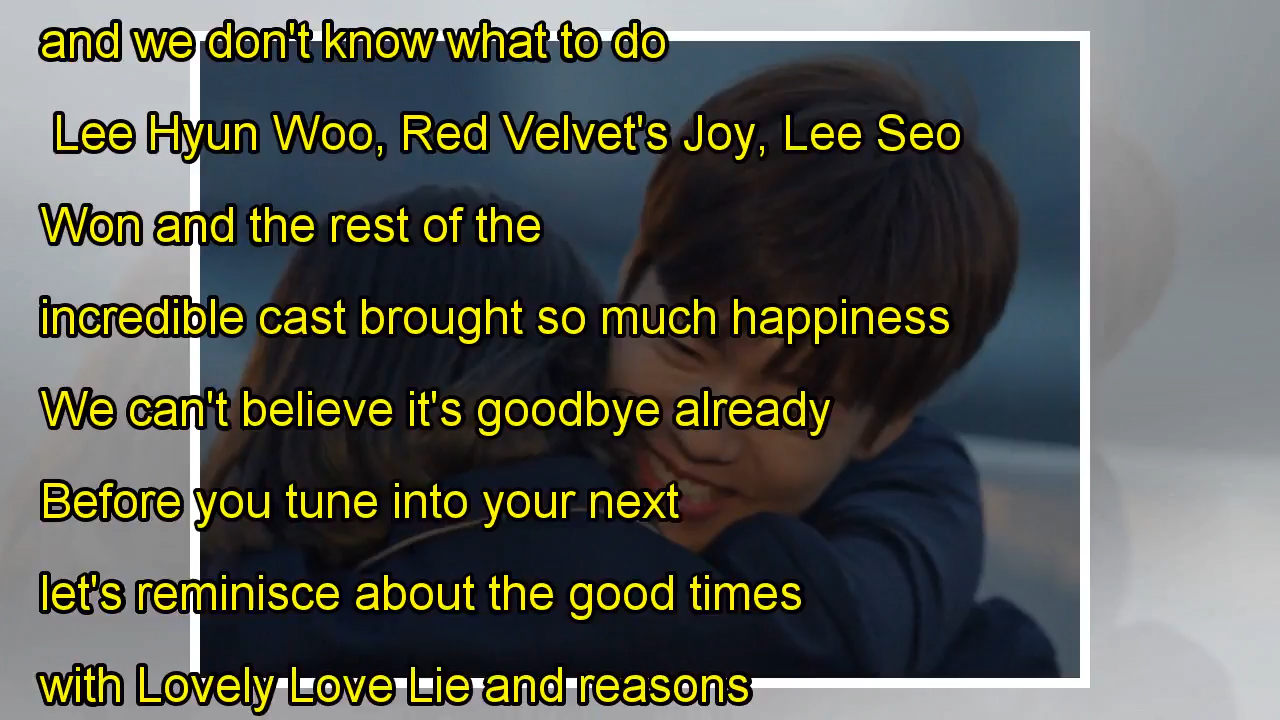 and we don't know what to do
Lee Hyun Woo, Red Velvet's Joy, Lee Seo
Won and the rest of the
incredible cast brought so much happiness
We can't believe it's goodbye already
Before you tune into your next
let's reminisce about the good times
with Lovely Love Lie and reasons